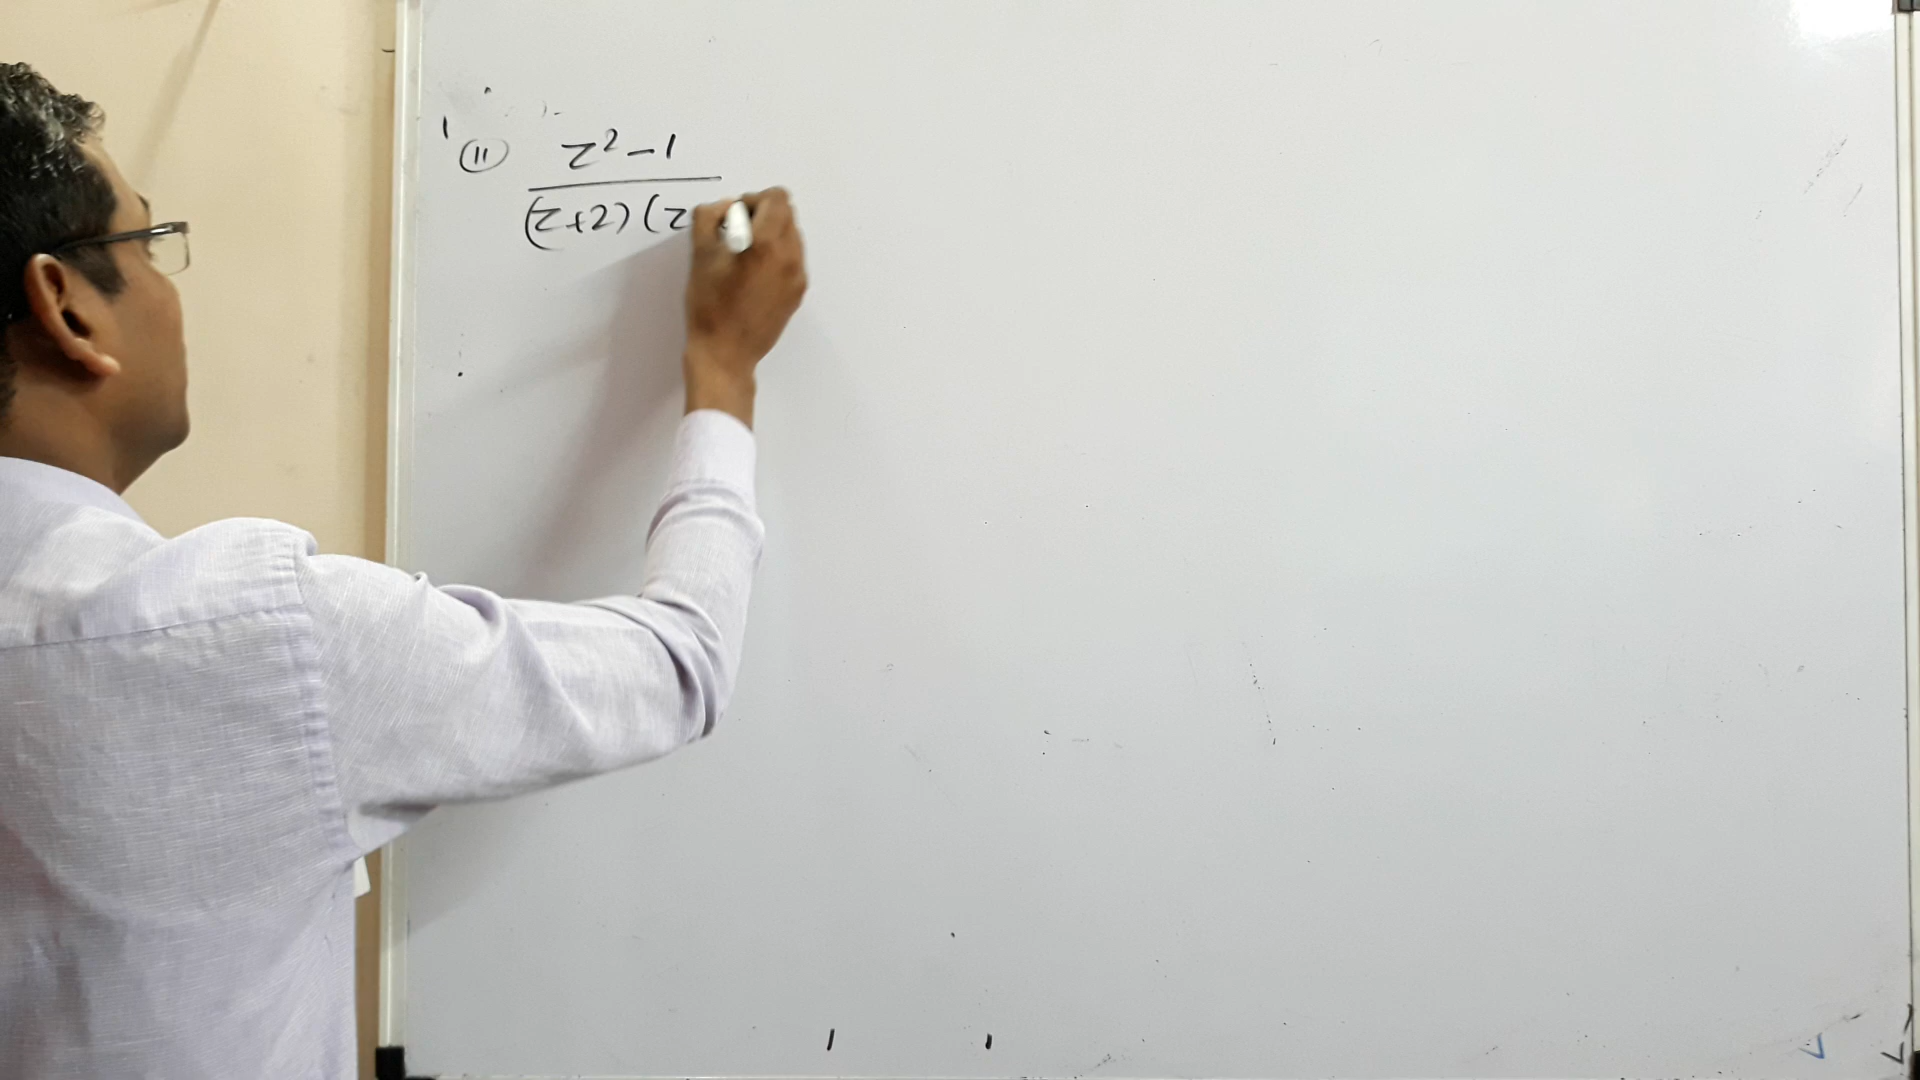 (11) z² - 1
(z+2) (z